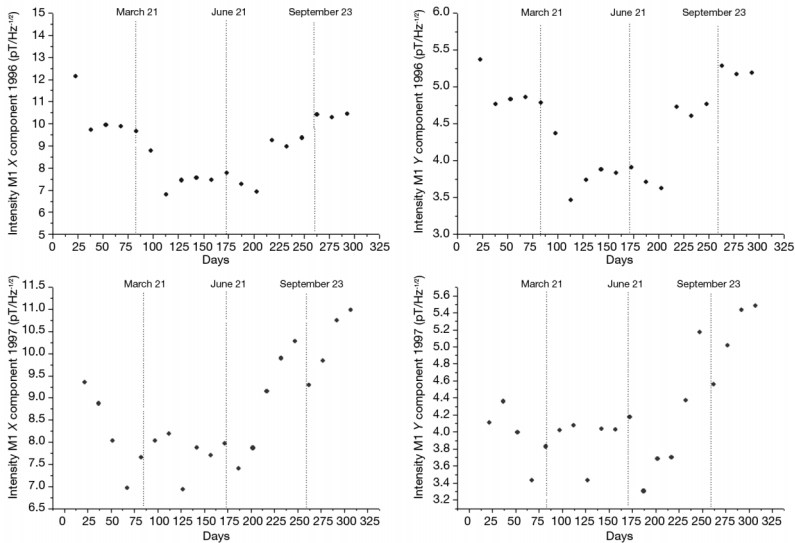 March 21 June 21 September 23
Intensity M1 X component 1996 (pT/Hz-1/2)
15
14
13
12
11
10
9
8
7
6
5
0 25 50 75 100 125 150 175 200 225 250 275 300 325
Days
March 21 June 21 September 23
Intensity M1 Y component 1996 (pT/Hz-1/2)
6.0
5.5
5.0
4.5
4.0
3.5
3.0
0 25 50 75 100 125 150 175 200 225 250 275 300 325
Days
March 21 June 21 September 23
Intensity M1 X component 1997 (pT/Hz-1/2)
11.5
11.0
10.5
10.0
9.5
9.0
8.5
8.0
7.5
7.0
6.5
0 25 50 75 100 125 150 175 200 225 250 275 300 325
Days
March 21 June 21 September 23
Intensity M1 Y component 1997 (pT/Hz-1/2)
5.6
5.4
5.2
5.0
4.8
4.6
4.4
4.2
4.0
3.8
3.6
3.4
3.2
0 25 50 75 100 125 150 175 200 225 250 275 300 325
Days